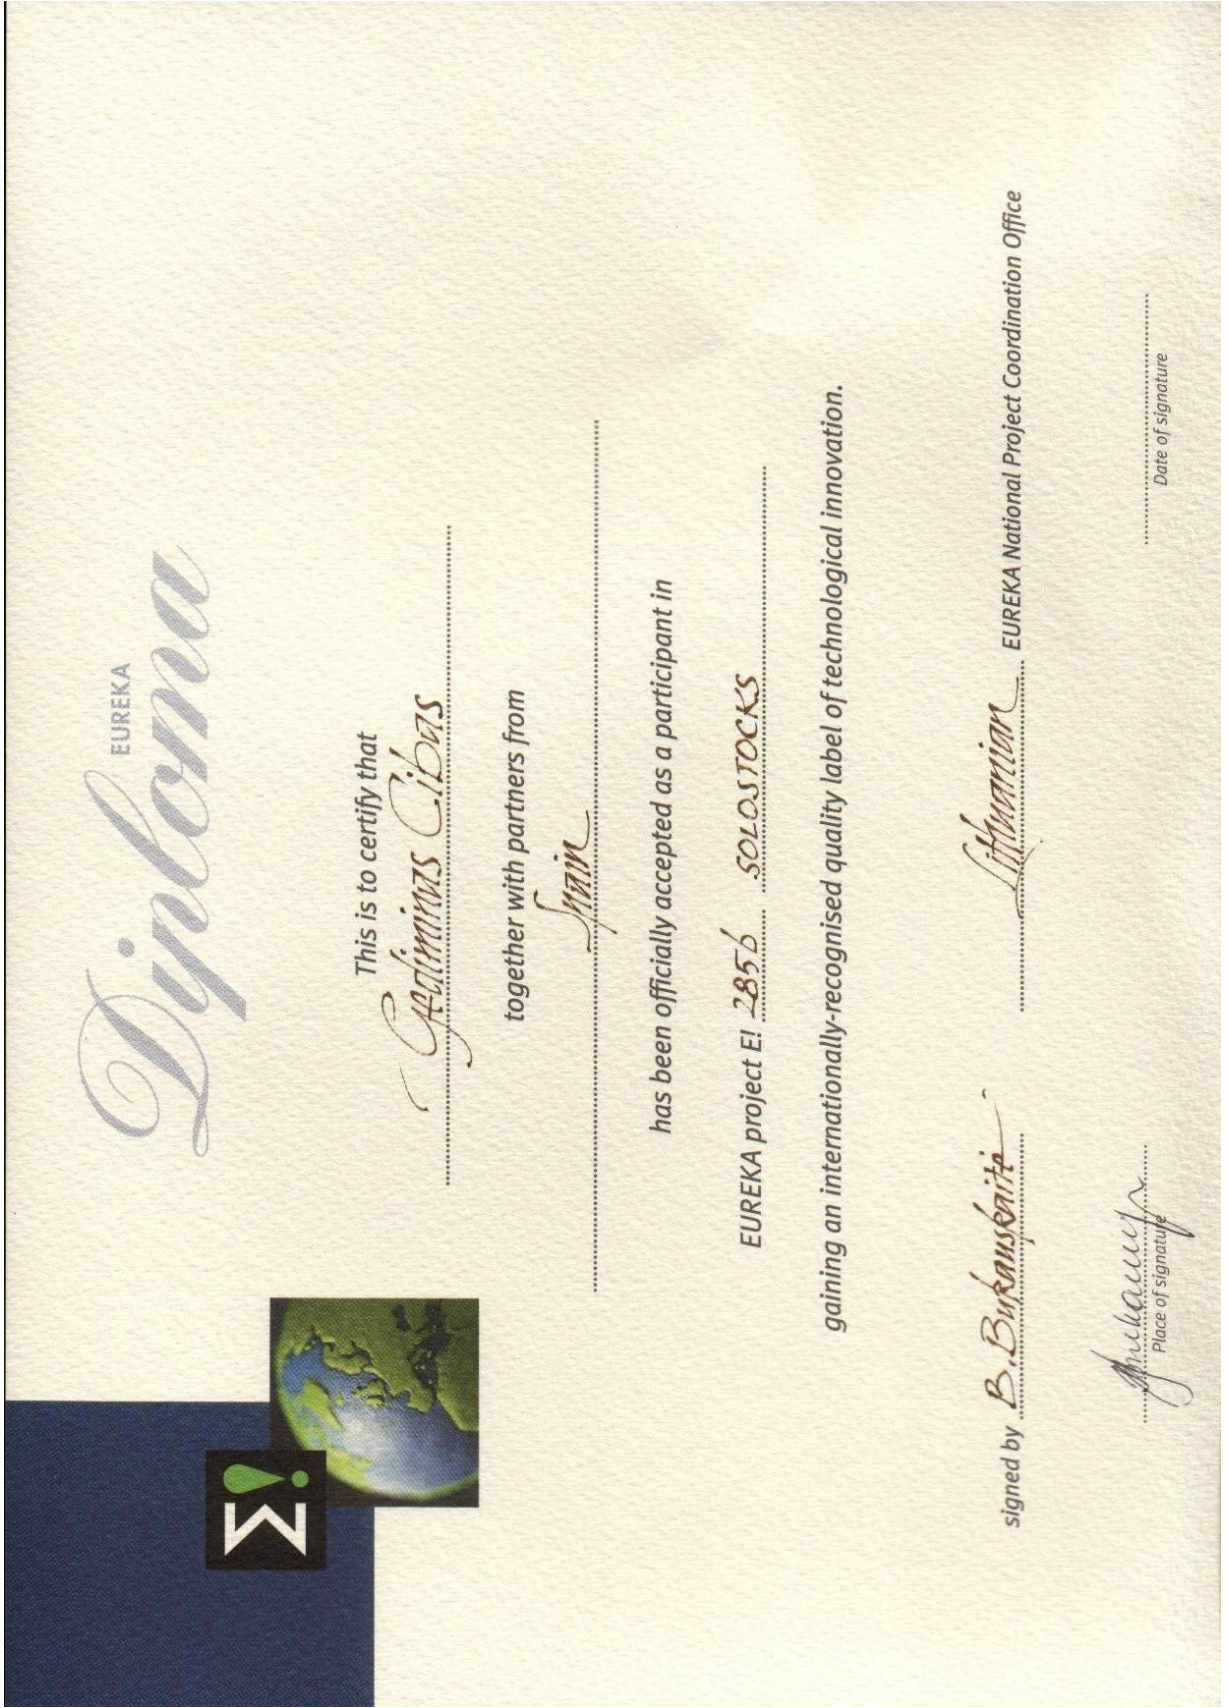 EUREKA
Diploma
This is to certify that
Gediminas Cibas
together with partners from
Spain
has been officially accepted as a participant in
EUREKA project E! 2856 SOLOSTOCKS
gaining an internationally-recognised quality label of technological innovation.
signed by B. Bukauskaitė Lithuanian EUREKA National Project Coordination Office
Place of signature Date of signature